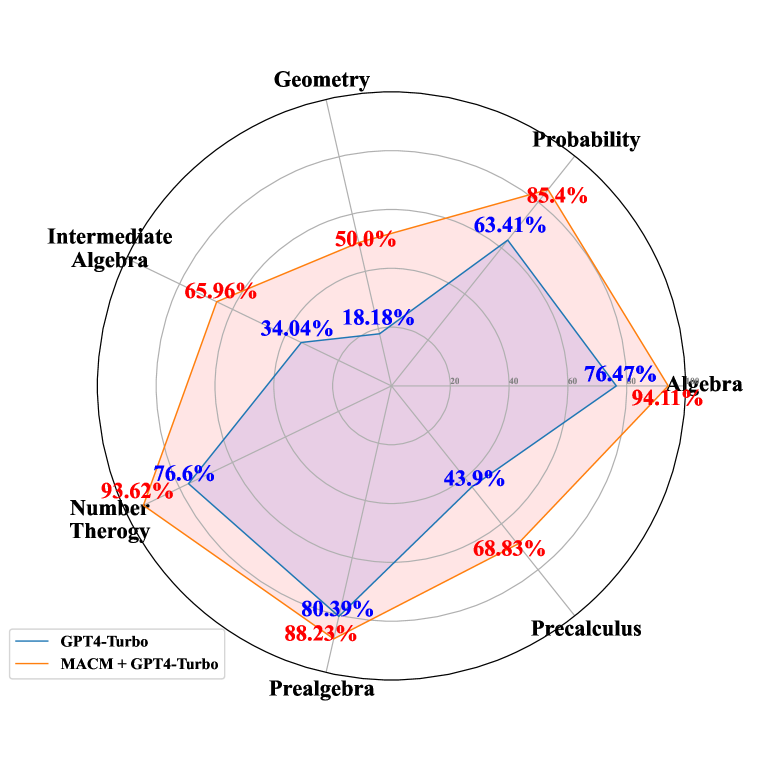 Geometry
Probability
85.4%
63.41%
Intermediate
Algebra
50.0%
65.96%
34.04%
18.18%
76.47%
20
40
60
80
100
Algebra
94.11%
76.6%
93.62%
43.9%
Number
Therogy
68.83%
80.39%
88.23%
Precalculus
Prealgebra
GPT4-Turbo
MACM + GPT4-Turbo